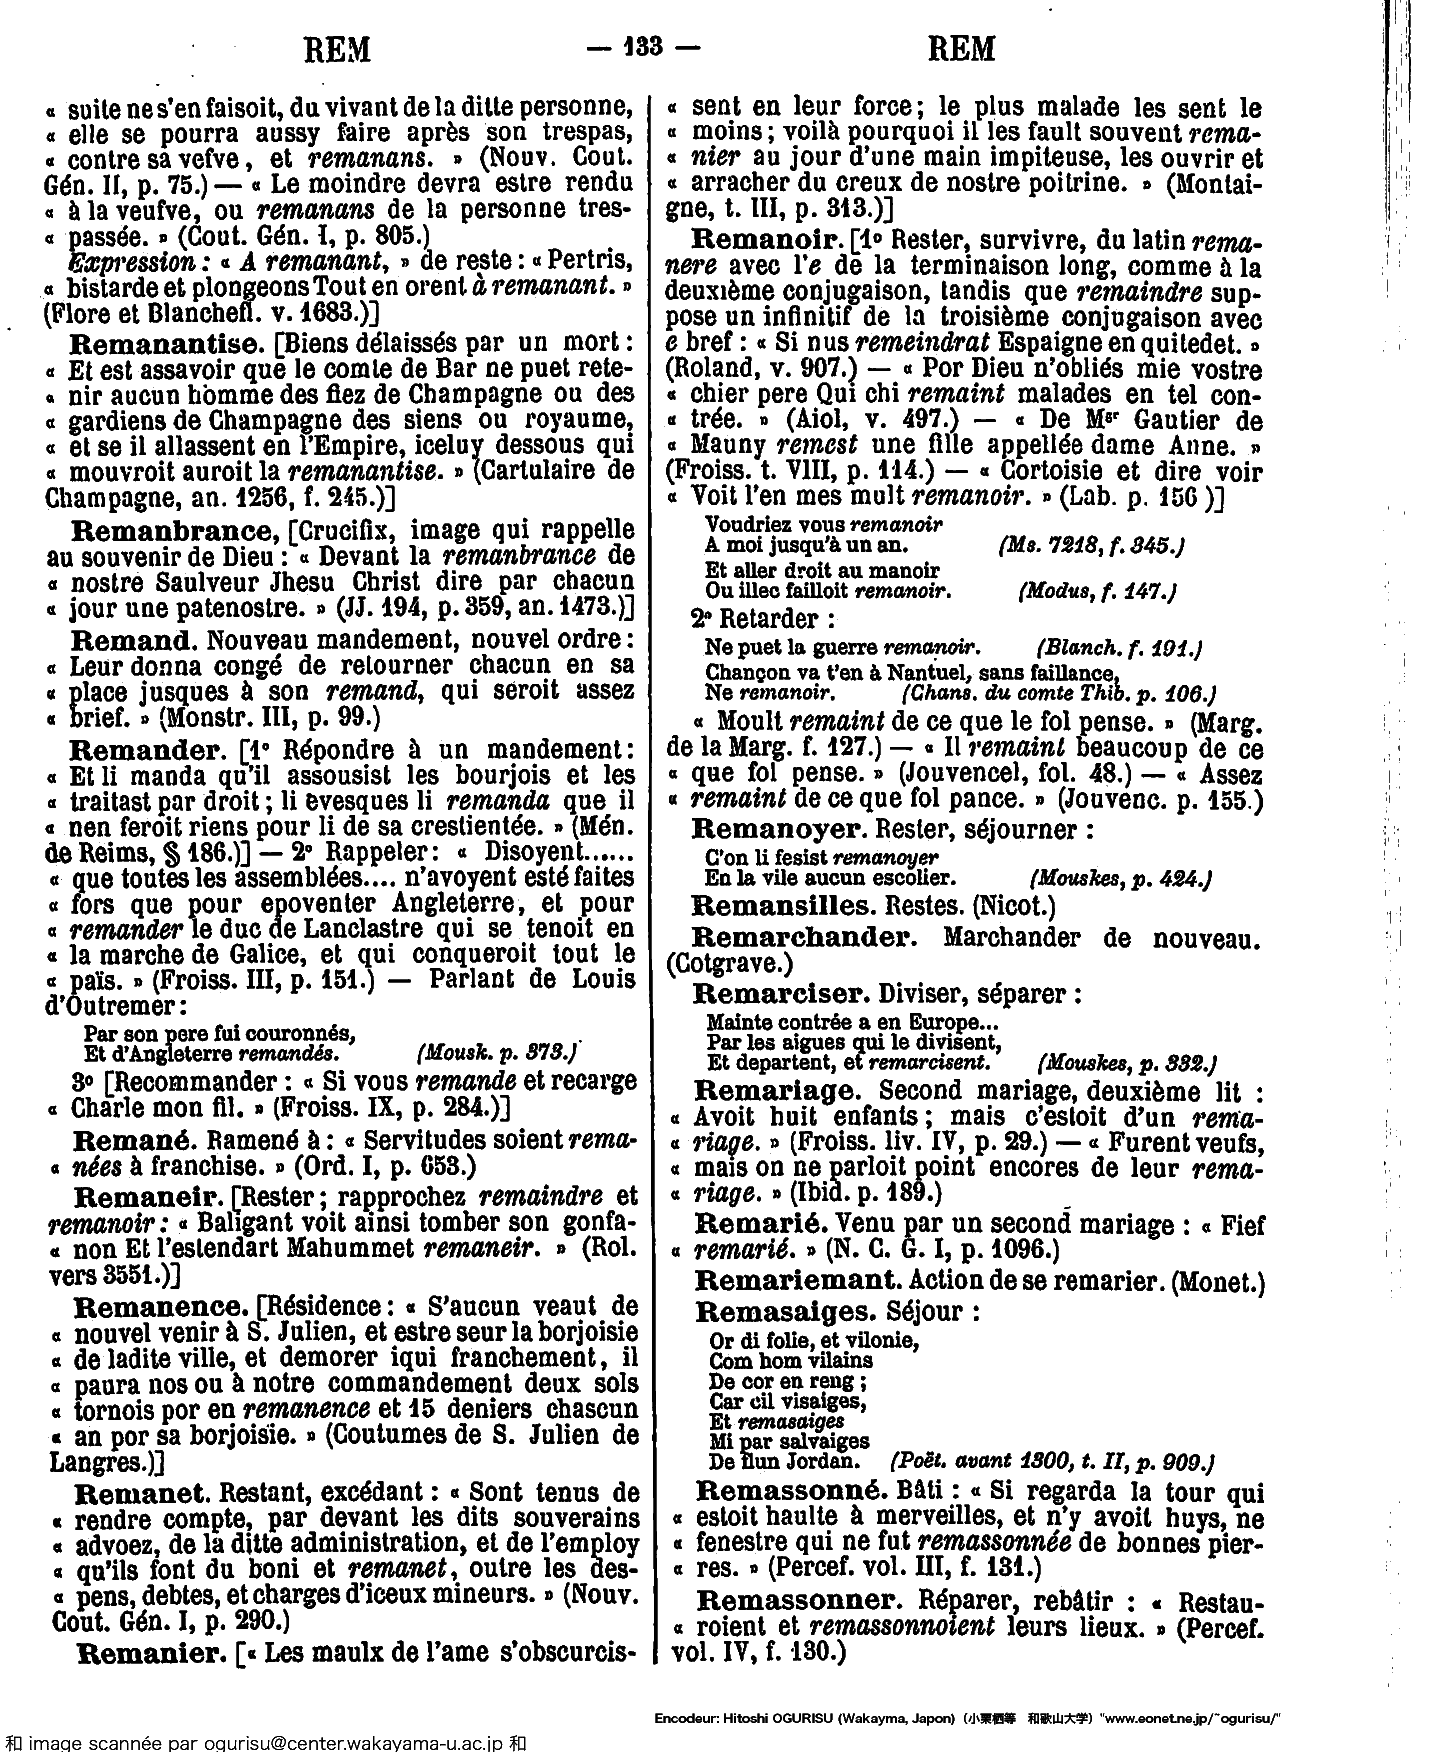 REM
— 133 —
REM
« suite ne s'en faisoit, du vivant de la ditte personne,
« elle se pourra aussy faire après son trespas,
« contre sa vefve, et remanans. » (Nouv. Cout.
Gén. II, p. 75.) — « Le moindre devra estre rendu
« à la veufve, ou remanans de la personne tres-
« passée. » (Cout. Gén. I, p. 805.)
Expression : « A remanant, » de reste : « Pertris,
« bistarde et plongeons Tout en orent à remanant. »
(Flore et Blanchefl. v. 1683.)]
Remanantise. [Biens délaissés par un mort :
« Et est assavoir que le comte de Bar ne puet rete-
« nir aucun homme des fiez de Champagne ou des
« gardiens de Champagne des siens ou royaume,
« et se il allassent en l'Empire, iceluy dessous qui
« mouvroit auroit la remanantise. » (Cartulaire de
Champagne, an. 1256, f. 245.)]
Remanbrance, [Crucifix, image qui rappelle
au souvenir de Dieu : « Devant la remanbrance de
« nostre Saulveur Jhesu Christ dire par chacun
« jour une patenostre. » (JJ. 194, p. 359, an. 1473.)]
Remand. Nouveau mandement, nouvel ordre :
« Leur donna congé de retourner chacun en sa
« place jusques à son remand, qui seroit assez
« brief. » (Monstr. III, p. 99.)
Remander. [1º Répondre à un mandement :
« Et li manda qu'il assousist les bourjois et les
« traitast par droit ; li evesques li remanda que il
« nen feroit riens pour li de sa crestientée. » (Mén.
de Reims, § 186.)] — 2º Rappeler : « Disoyent......
« que toutes les assemblées.... n'avoyent esté faites
« fors que pour epoventer Angleterre, et pour
« remander le duc de Lanclastre qui se tenoit en
« la marche de Galice, et qui conqueroit tout le
« païs. » (Froiss. III, p. 151.) — Parlant de Louis
d'Outremer :
Par son pere fui couronnés,
Et d'Angleterre remandés. (Mousk. p. 373.)
3º [Recommander : « Si vous remande et recarge
« Charle mon fil. » (Froiss. IX, p. 284.)]
Remané. Ramené à : « Servitudes soient rema-
« nées à franchise. » (Ord. I, p. 653.)
Remaneir. [Rester ; rapprochez remaindre et
remanoir : « Baligant voit ainsi tomber son gonfa-
« non Et l'estendart Mahummet remaneir. » (Rol.
vers 3551.)]
Remanence. [Résidence : « S'aucun veaut de
« nouvel venir à S. Julien, et estre seur la borjoisie
« de ladite ville, et demorer iqui franchement, il
« paura nos ou à notre commandement deux sols
« tornois por en remanence et 15 deniers chascun
« an por sa borjoisie. » (Coutumes de S. Julien de
Langres.)]
Remanet. Restant, excédant : « Sont tenus de
« rendre compte, par devant les dits souverains
« advoez, de la ditte administration, et de l'employ
« qu'ils font du boni et remanet, outre les des-
« pens, debtes, et charges d'iceux mineurs. » (Nouv.
Cout. Gén. I, p. 290.)
Remanier. [« Les maulx de l'ame s'obscurcis-
« sent en leur force ; le plus malade les sent le
« moins ; voilà pourquoi il les fault souvent rema-
« nier au jour d'une main impiteuse, les ouvrir et
« arracher du creux de nostre poitrine. » (Montai-
gne, t. III, p. 313.)]
Remanoir. [1º Rester, survivre, du latin rema-
nere avec l'e de la terminaison long, comme à la
deuxième conjugaison, tandis que remaindre sup-
pose un infinitif de la troisième conjugaison avec
e bref : « Si nus remeindrat Espaigne en quitedet. »
(Roland, v. 907.) — « Por Dieu n'obliés mie vostre
« chier pere Qui chi remaint malades en tel con-
« trée. » (Aiol, v. 497.) — « De Mgr Gautier de
« Mauny remest une fille appellée dame Anne. »
(Froiss. t. VIII, p. 114.) — « Cortoisie et dire voir
« Voit l'en mes mult remanoir. » (Lab. p. 156 )]
Voudriez vous remanoir
A moi jusqu'à un an. (Ms. 7218, f. 345.)
Et aller droit au manoir
Ou illec failloit remanoir. (Modus, f. 147.)
2º Retarder :
Ne puet la guerre remanoir. (Blanch. f. 191.)
Chançon va t'en à Nantuel, sans faillance,
Ne remanoir. (Chans. du comte Thib. p. 106.)
« Moult remaint de ce que le fol pense. » (Marg.
de la Marg. f. 127.) — « Il remaint beaucoup de ce
« que fol pense. » (Jouvencel, fol. 48.) — « Assez
« remaint de ce que fol pance. » (Jouvenc. p. 155.)
Remanoyer. Rester, séjourner :
C'on li fesist remanoyer
En la vile aucun escolier. (Mouskes, p. 424.)
Remansilles. Restes. (Nicot.)
Remarchander. Marchander de nouveau.
(Cotgrave.)
Remarciser. Diviser, séparer :
Mainte contrée a en Europe...
Par les aigues qui le divisent,
Et departent, et remarcisent. (Mouskes, p. 332.)
Remariage. Second mariage, deuxième lit :
« Avoit huit enfants ; mais c'estoit d'un rema-
« riage. » (Froiss. liv. IV, p. 29.) — « Furent veufs,
« mais on ne parloit point encores de leur rema-
« riage. » (Ibid. p. 189.)
Remarié. Venu par un second mariage : « Fief
« remarié. » (N. C. G. I, p. 1096.)
Remariemant. Action de se remarier. (Monet.)
Remasaiges. Séjour :
Or di folie, et vilonie,
Com hom vilains
De cor en reng ;
Car cil visaiges,
Et remasaiges
Mi par salvaiges
De flun Jordan. (Poët. avant 1300, t. II, p. 909.)
Remassonné. Bâti : « Si regarda la tour qui
« estoit haulte à merveilles, et n'y avoit huys, ne
« fenestre qui ne fut remassonnée de bonnes pier-
« res. » (Percef. vol. III, f. 131.)
Remassonner. Réparer, rebâtir : « Restau-
« roient et remassonnoient leurs lieux. » (Percef.
vol. IV, f. 130.)
Encodeur: Hitoshi OGURISU (Wakayma, Japon) (小栗栖等 和歌山大学) "www.eonet.ne.jp/~ogurisu/"
和 image scannée par ogurisu@center.wakayama-u.ac.jp 和